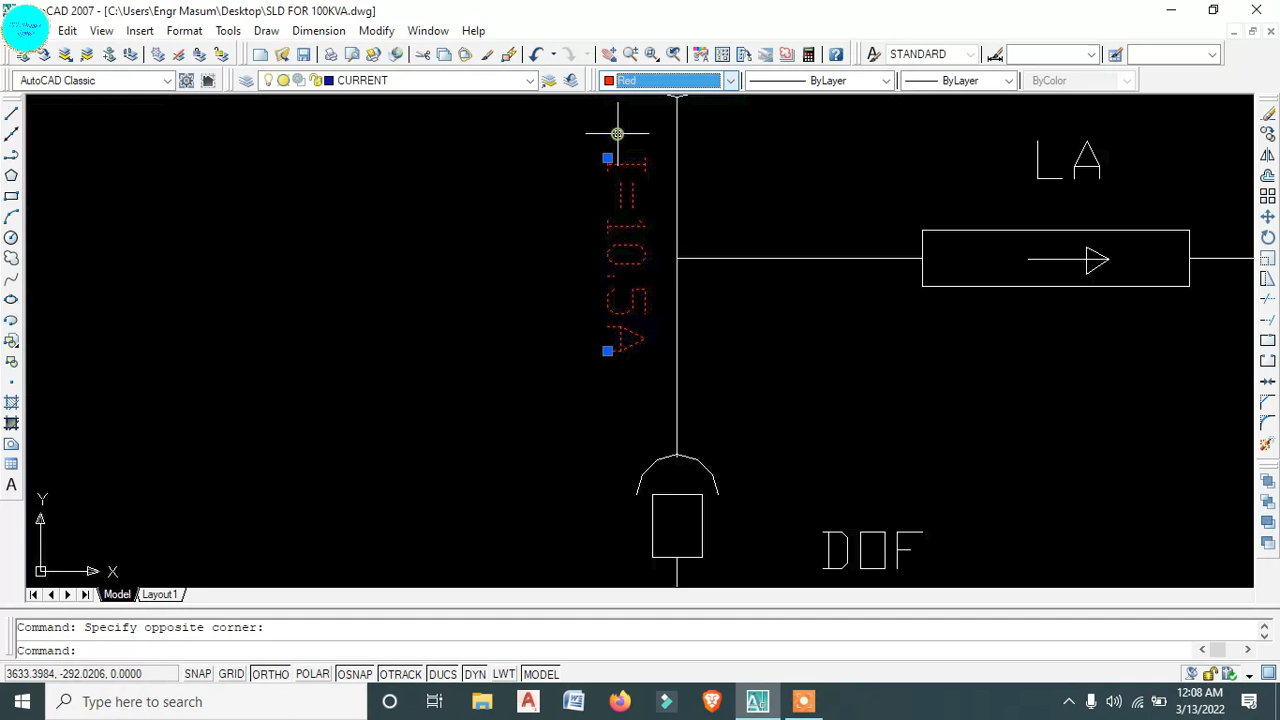 AutoCAD 2007 - [C:\Users\Engr Masum\Desktop\SLD FOR 100KVA.dwg]
Edit View Insert Format Tools Draw Dimension Modify Window Help
STANDARD
AutoCAD Classic CURRENT Red ByLayer ByLayer ByColor
I=10.5A
LA
DOF
Y
X
Model Layout1
Command: Specify opposite corner:
Command:
3633.3984, -292.0206, 0.0000 SNAP GRID ORTHO POLAR OSNAP OTRACK DUCS DYN LWT MODEL
Type here to search
12:08 AM
3/13/2022